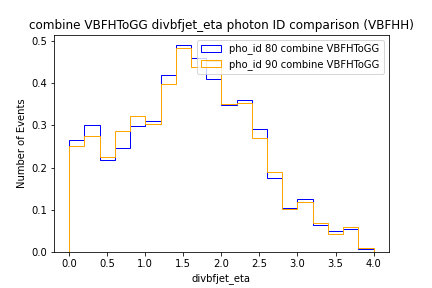 combine VBFHToGG divbfjet_eta photon ID comparison (VBFHH)
pho_id 80 combine VBFHToGG
pho_id 90 combine VBFHToGG
Number of Events
0.5
0.4
0.3
0.2
0.1
0.0
0.0 0.5 1.0 1.5 2.0 2.5 3.0 3.5 4.0
divbfjet_eta